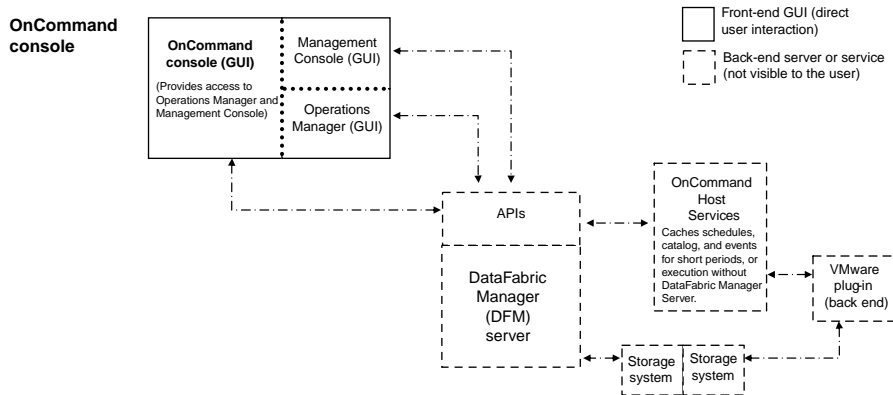 OnCommand
console
OnCommand
console (GUI)
(Provides access to
Operations Manager and
Management Console)
Management
Console (GUI)
Operations
Manager (GUI)
Front-end GUI (direct
user interaction)
Back-end server or service
(not visible to the user)
APIs
DataFabric
Manager
(DFM)
server
OnCommand
Host
Services
Caches schedules,
catalog, and events
for short periods, or
execution without
DataFabric Manager
Server.
VMware
plug-in
(back end)
Storage
system
Storage
system